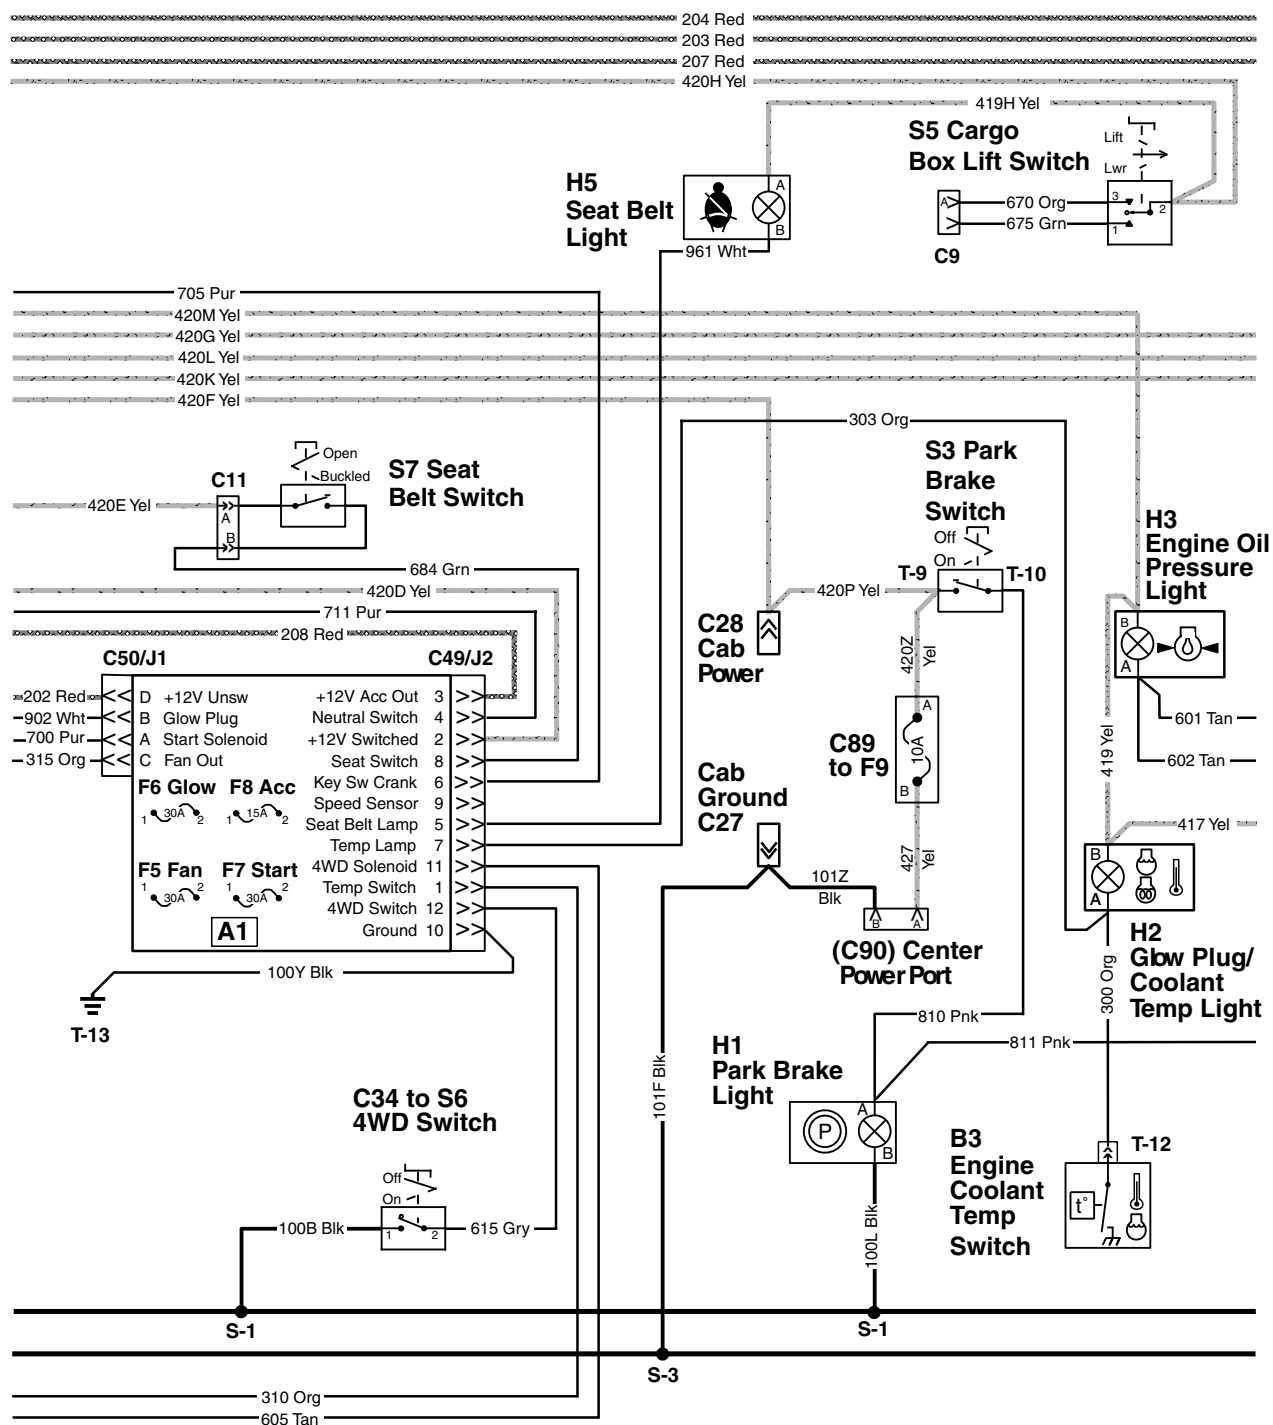 204 Red
203 Red
207 Red
420H Yel
419H Yel
S5 Cargo
Box Lift Switch
Lift
Lwr
H5
Seat Belt
Light
A
B
A
670 Org
3
2
675 Grn
1
C9
961 Wht
705 Pur
420M Yel
420G Yel
420L Yel
420K Yel
420F Yel
303 Org
S3 Park
Brake
Switch
Off
On
T-9
T-10
C11
Open
Buckled
S7 Seat
Belt Switch
420E Yel
A
B
684 Grn
420D Yel
711 Pur
208 Red
420P Yel
H3
Engine Oil
Pressure
Light
B
A
C28
Cab
Power
420Z
Yel
C50/J1
C49/J2
202 Red
D +12V Unsw
+12V Acc Out 3
902 Wht
B Glow Plug
Neutral Switch 4
700 Pur
A Start Solenoid
+12V Switched 2
315 Org
C Fan Out
Seat Switch 8
F6 Glow
F8 Acc
Key Sw Crank 6
1 30A 2
1 15A 2
Speed Sensor 9
Seat Belt Lamp 5
Temp Lamp 7
F5 Fan
F7 Start
4WD Solenoid 11
1 30A 2
1 30A 2
Temp Switch 1
4WD Switch 12
A1
Ground 10
601 Tan
602 Tan
419 Yel
417 Yel
C89
to F9
A
10A
B
Cab
Ground
C27
427
Yel
101Z
Blk
B
A
(C90) Center
Power Port
B
A
H2
Glow Plug/
Coolant
Temp Light
100Y Blk
T-13
300 Org
810 Pnk
811 Pnk
H1
Park Brake
Light
P
A
B
101F Blk
C34 to S6
4WD Switch
Off
On
100B Blk
1
2
615 Gry
B3
Engine
Coolant
Temp
Switch
T-12
t°
100L Blk
S-1
S-1
S-3
310 Org
605 Tan